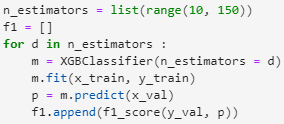 n_estimators = list(range(10, 150))
f1 = []
for d in n_estimators :
    m = XGBClassifier(n_estimators = d)
    m.fit(x_train, y_train)
    p = m.predict(x_val)
    f1.append(f1_score(y_val, p))